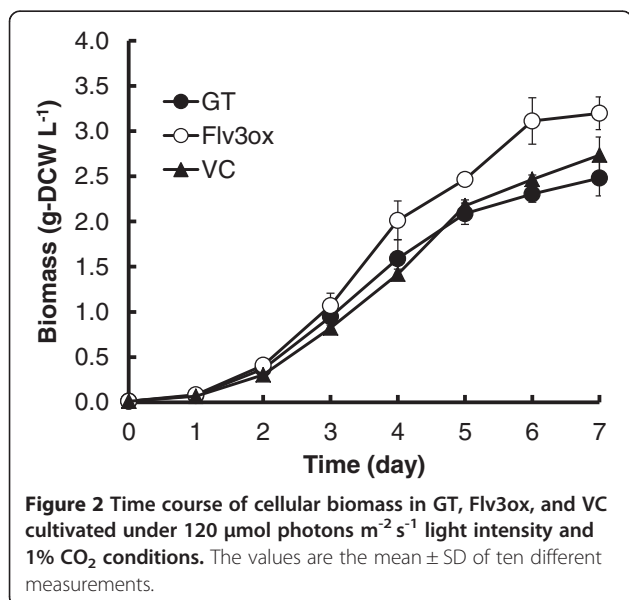 4.0
3.5
3.0
2.5
2.0
1.5
1.0
0.5
0.0
Biomass (g-DCW L⁻¹)
GT
Flv3ox
VC
0 1 2 3 4 5 6 7
Time (day)
Figure 2 Time course of cellular biomass in GT, Flv3ox, and VC
cultivated under 120 μmol photons m⁻² s⁻¹ light intensity and
1% CO₂ conditions. The values are the mean ± SD of ten different
measurements.